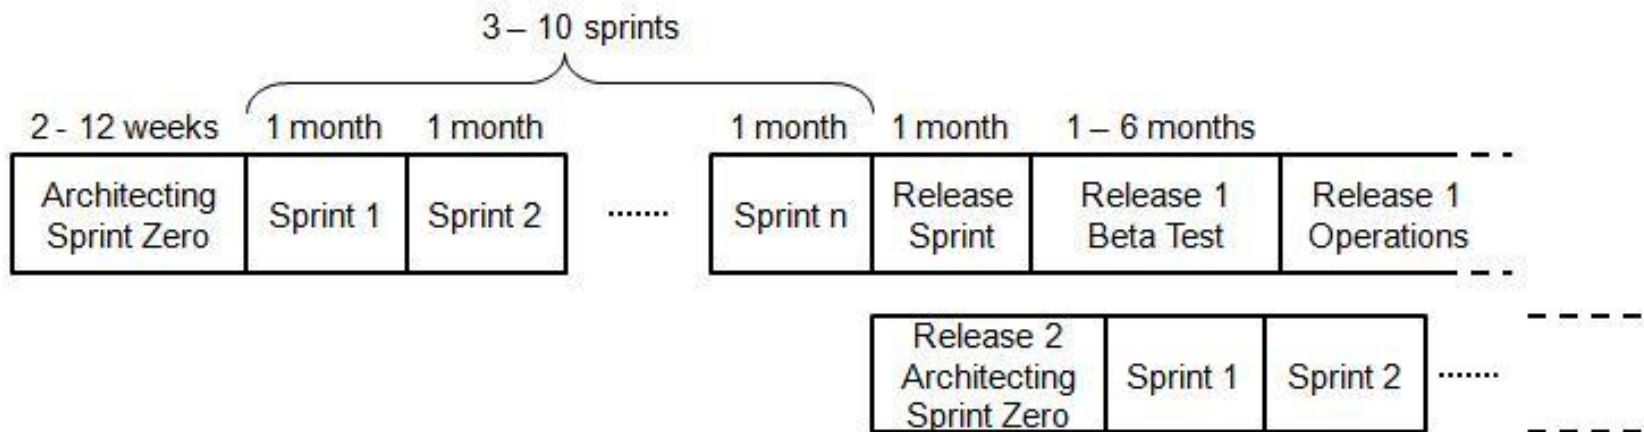 3 – 10 sprints
2 - 12 weeks
1 month
1 month
1 month
1 month
1 – 6 months
Architecting
Sprint Zero
Sprint 1
Sprint 2
........
Sprint n
Release
Sprint
Release 1
Beta Test
Release 1
Operations
Release 2
Architecting
Sprint Zero
Sprint 1
Sprint 2
........